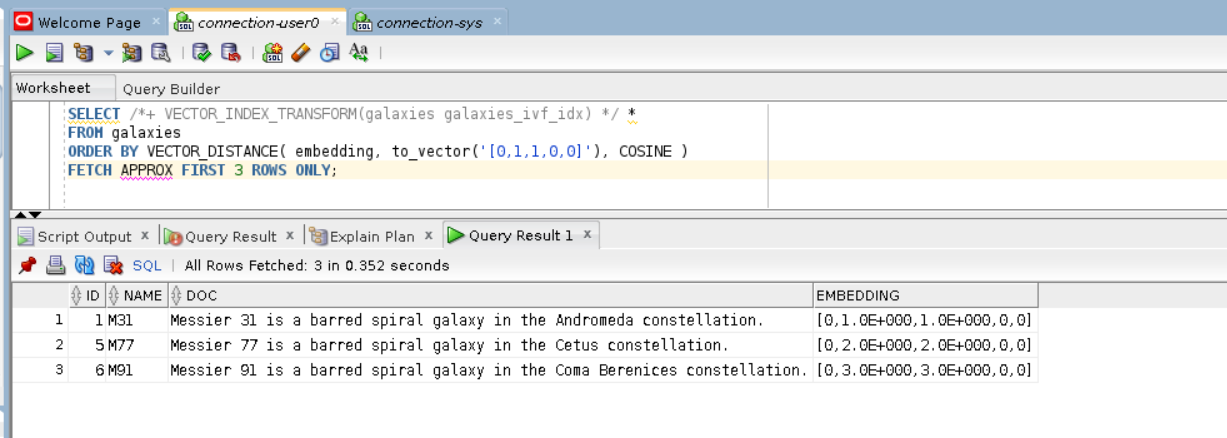 Welcome Page connection-user0 connection-sys
Worksheet Query Builder
SELECT /*+ VECTOR_INDEX_TRANSFORM(galaxies galaxies_ivf_idx) */ *
FROM galaxies
ORDER BY VECTOR_DISTANCE( embedding, to_vector('[0,1,1,0,0]'), COSINE )
FETCH APPROX FIRST 3 ROWS ONLY;
Script Output x Query Result x Explain Plan x Query Result 1 x
SQL | All Rows Fetched: 3 in 0.352 seconds
ID NAME DOC EMBEDDING
1 1 M31 Messier 31 is a barred spiral galaxy in the Andromeda constellation. [0,1.0E+000,1.0E+000,0,0]
2 5 M77 Messier 77 is a barred spiral galaxy in the Cetus constellation. [0,2.0E+000,2.0E+000,0,0]
3 6 M91 Messier 91 is a barred spiral galaxy in the Coma Berenices constellation. [0,3.0E+000,3.0E+000,0,0]